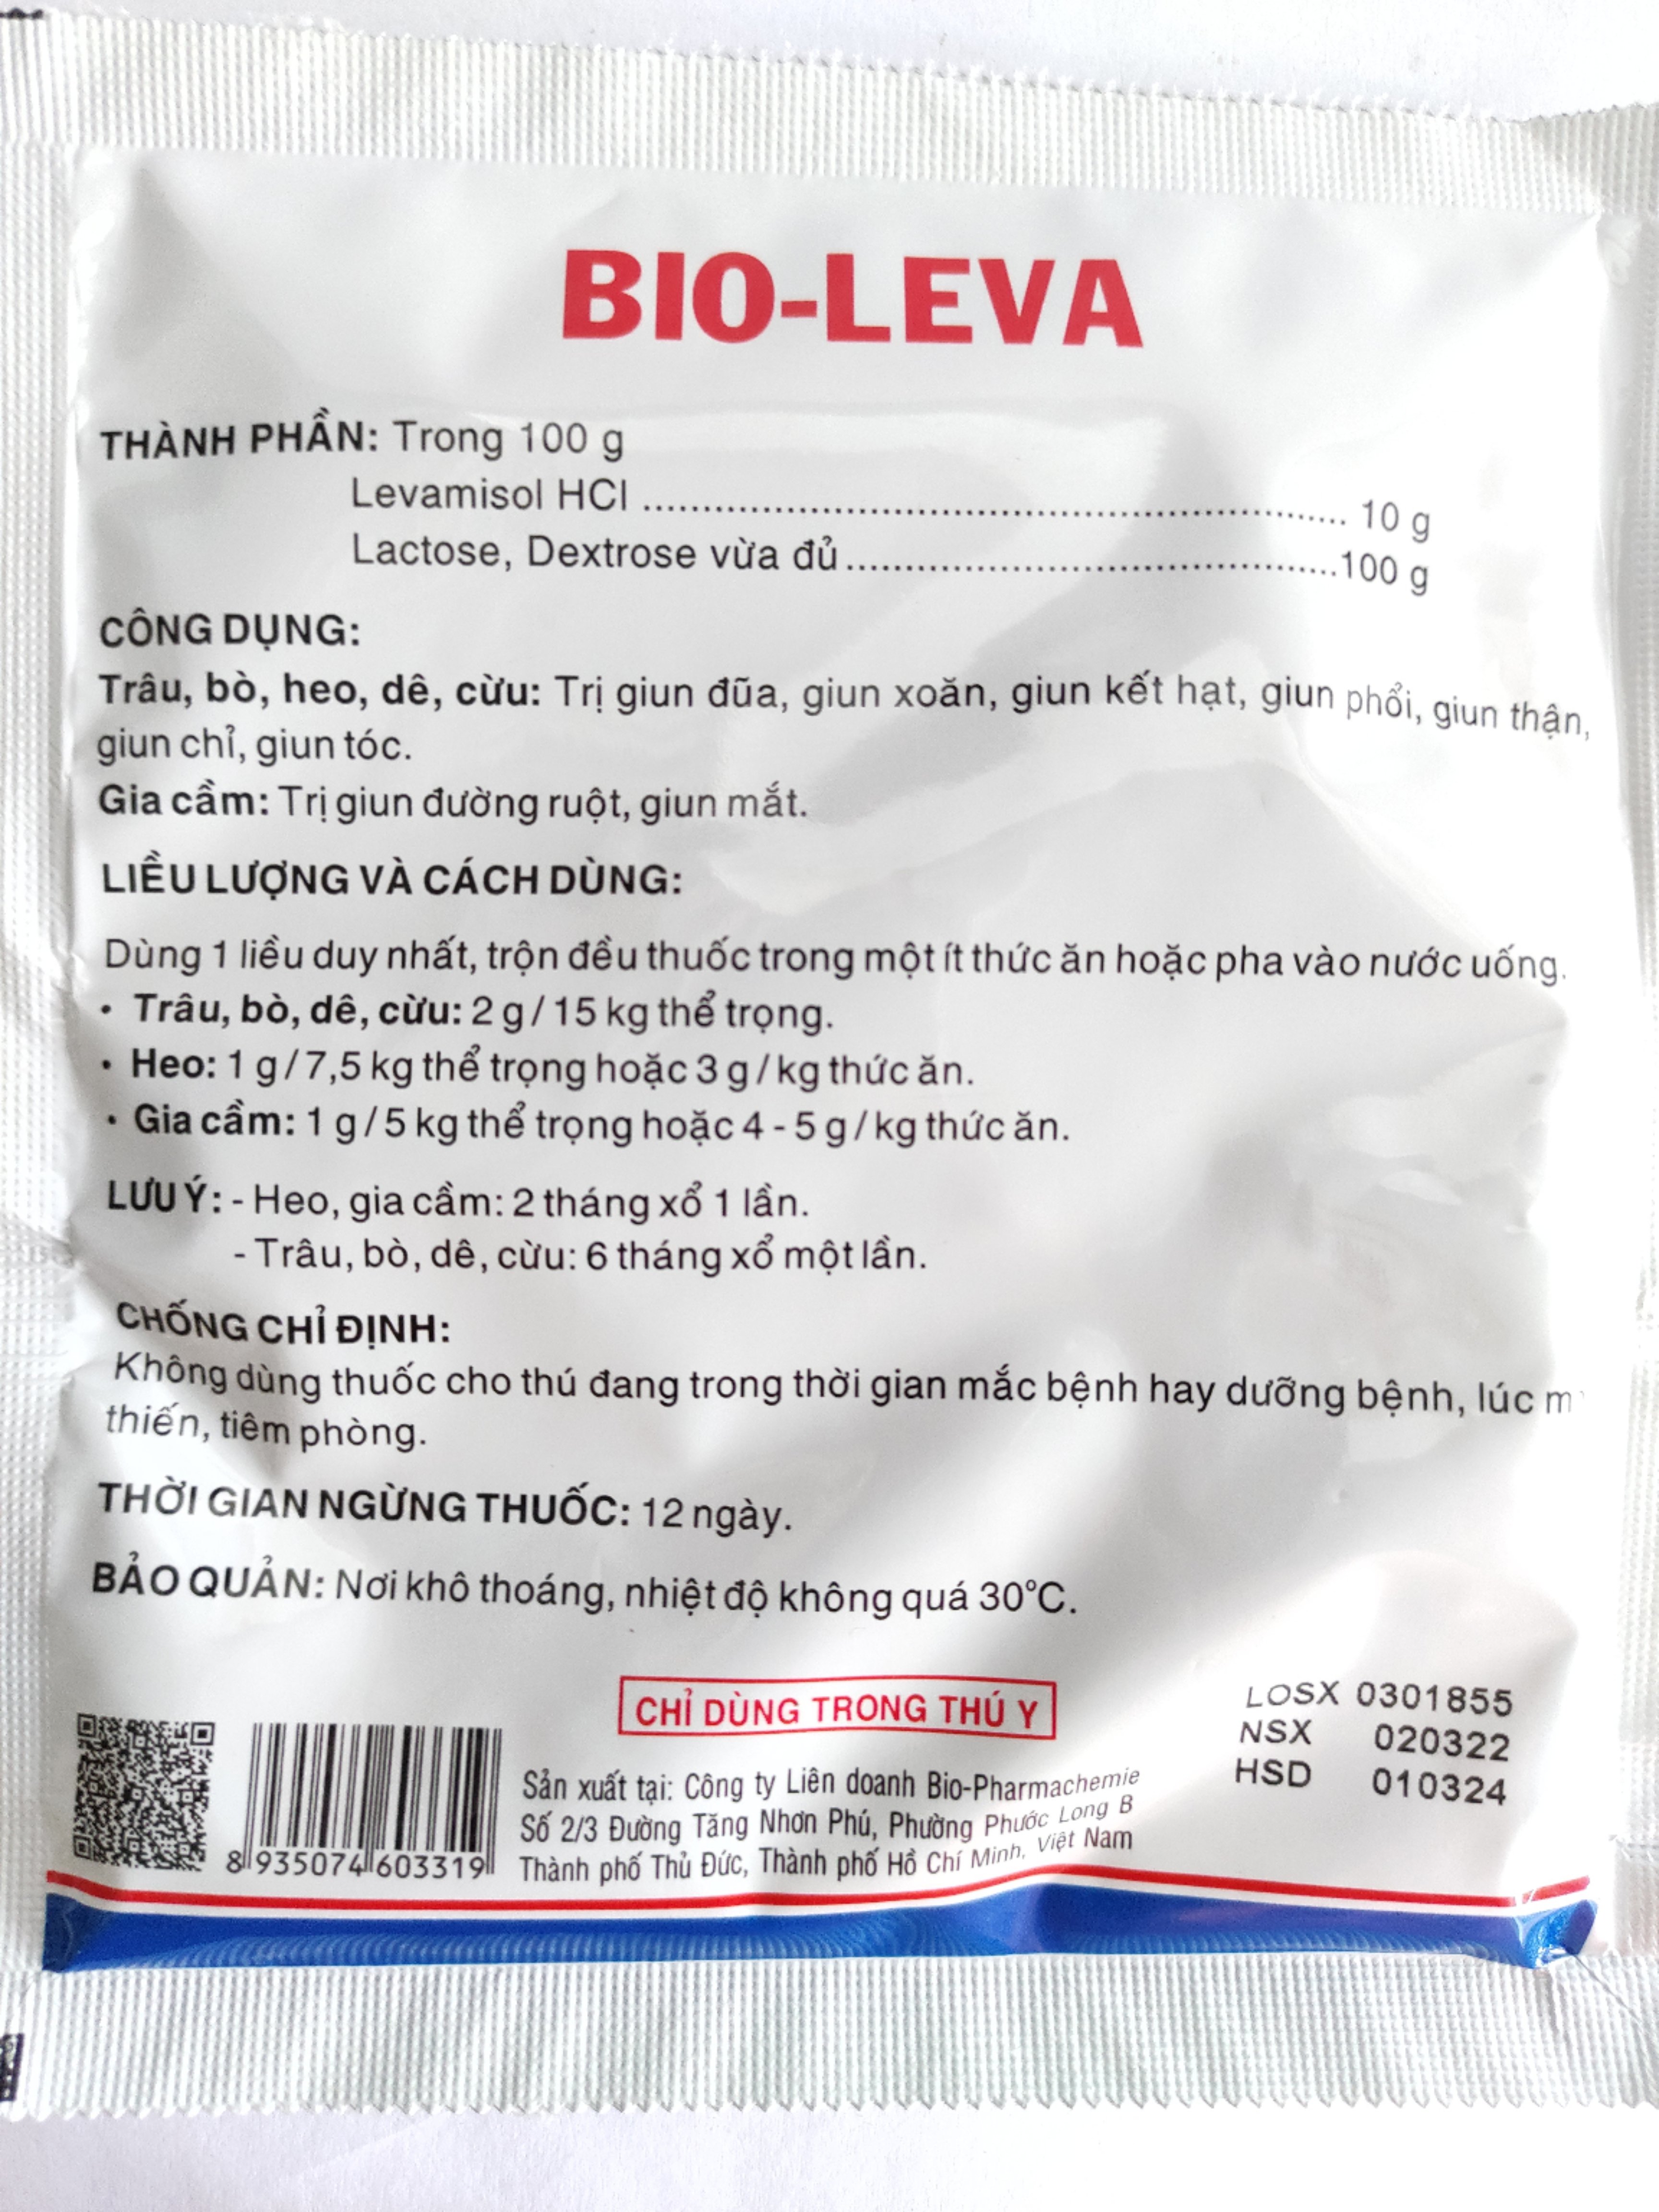 BIO-LEVA
THÀNH PHẦN: Trong 100 g
Levamisol HCl ........................................................................ 10 g
Lactose, Dextrose vừa đủ..................................................100 g
CÔNG DỤNG:
Trâu, bò, heo, dê, cừu: Trị giun đũa, giun xoăn, giun kết hạt, giun phổi, giun thận,
giun chỉ, giun tóc.
Gia cầm: Trị giun đường ruột, giun mắt.
LIỀU LƯỢNG VÀ CÁCH DÙNG:
Dùng 1 liều duy nhất, trộn đều thuốc trong một ít thức ăn hoặc pha vào nước uống.
• Trâu, bò, dê, cừu: 2 g / 15 kg thể trọng.
• Heo: 1 g / 7,5 kg thể trọng hoặc 3 g / kg thức ăn.
• Gia cầm: 1 g / 5 kg thể trọng hoặc 4 - 5 g / kg thức ăn.
LƯU Ý: - Heo, gia cầm: 2 tháng xổ 1 lần.
- Trâu, bò, dê, cừu: 6 tháng xổ một lần.
CHỐNG CHỈ ĐỊNH:
Không dùng thuốc cho thú đang trong thời gian mắc bệnh hay dưỡng bệnh, lúc
thiến, tiêm phòng.
THỜI GIAN NGỪNG THUỐC: 12 ngày.
BẢO QUẢN: Nơi khô thoáng, nhiệt độ không quá 30°C.
CHỈ DÙNG TRONG THÚ Y
LOSX 0301855
NSX 020322
HSD 010324
Sản xuất tại: Công ty Liên doanh Bio-Pharmachemie
Số 2/3 Đường Tăng Nhơn Phú, Phường Phước Long B
Thành phố Thủ Đức, Thành phố Hồ Chí Minh, Việt Nam
8 935074 603319